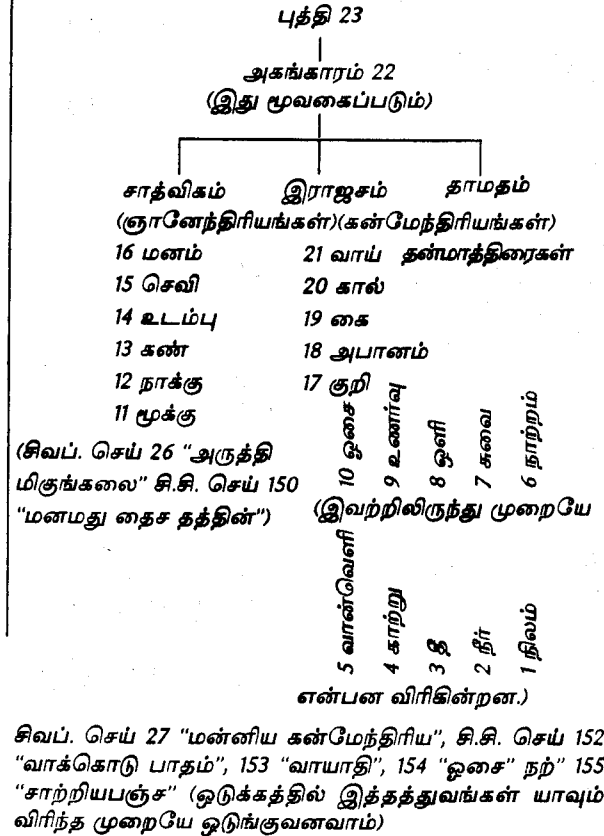 புத்தி 23
அகங்காரம் 22
(இது மூவகைப்படும்)
சாத்விகம் இராஜசம் தாமதம்
(ஞானேந்திரியங்கள்) (கன்மேந்திரியங்கள்)
16 மனம் 21 வாய் தன்மாத்திரைகள்
15 செவி 20 கால்
14 உடம்பு 19 கை
13 கண் 18 அபானம்
12 நாக்கு 17 குறி
11 மூக்கு
10 ஓசை
9 உணர்வு
8 ஒளி
7 சுவை
6 நாற்றம்
(சிவப். செய் 26 "அருத்தி
மிகுங்கலை" சி.சி. செய் 150
"மனமது தைச தத்தின்")
(இவற்றிலிருந்து முறையே
5 வான்வெளி
4 காற்று
3 தீ
2 நீர்
1 நிலம்
என்பன விரிகின்றன.)
சிவப். செய் 27 "மன்னிய கன்மேந்திரிய", சி.சி. செய் 152
"வாக்கொடு பாதம்", 153 "வாயாதி", 154 "ஓசை" நற் 155
"சாற்றியபஞ்ச" (ஒடுக்கத்தில் இத்தத்துவங்கள் யாவும்
விரிந்த முறையே ஒடுங்குவனவாம்)